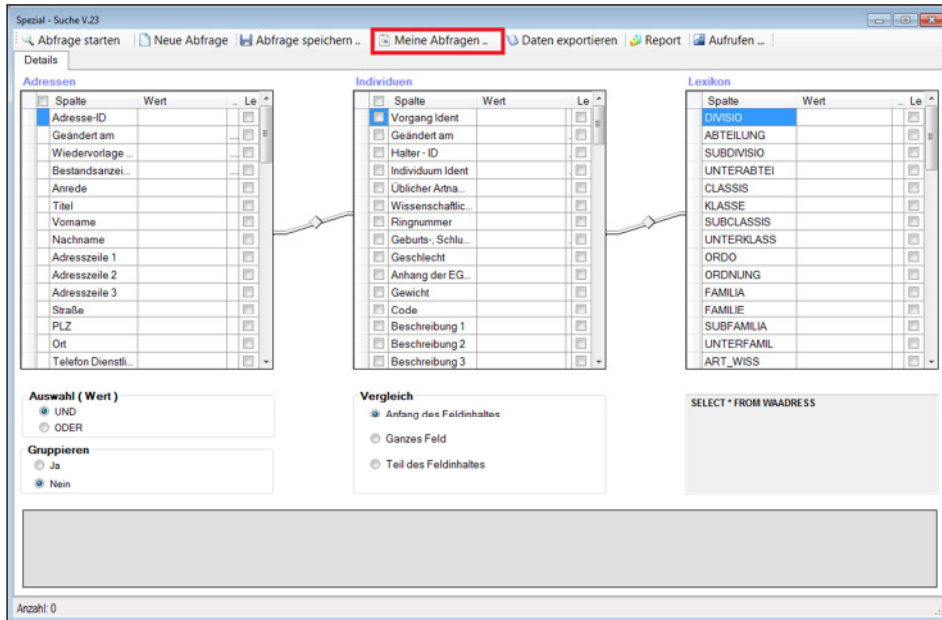 Spezial - Suche V.23
Abfrage starten Neue Abfrage Abfrage speichern .. Meine Abfragen .. Daten exportieren Report Aufrufen ...
Details
Adressen
Spalte Wert .. Le
Adresse-ID
Geändert am ...
Wiedervorlage ... ...
Bestandsanzei... ...
Anrede
Titel
Vorname
Nachname
Adresszeile 1
Adresszeile 2
Adresszeile 3
Straße
PLZ
Ort
Telefon Dienstli...
Individuen
Spalte Wert Le
Vorgang Ident
Geändert am
Halter - ID
Individuum Ident
Üblicher Artna...
Wissenschaftlic...
Ringnummer
Geburts-, Schlu...
Geschlecht
Anhang der EG...
Gewicht
Code
Beschreibung 1
Beschreibung 2
Beschreibung 3
Lexikon
Spalte Wert .. Le
DIVISIO
ABTEILUNG
SUBDIVISIO
UNTERABTEI
CLASSIS
KLASSE
SUBCLASSIS
UNTERKLASS
ORDO
ORDNUNG
FAMILIA
FAMILIE
SUBFAMILIA
UNTERFAMIL
ART_WISS
Auswahl ( Wert )
UND
ODER
Gruppieren
Ja
Nein
Vergleich
Anfang des Feldinhaltes
Ganzes Feld
Teil des Feldinhaltes
SELECT * FROM WAADRESS
Anzahl: 0